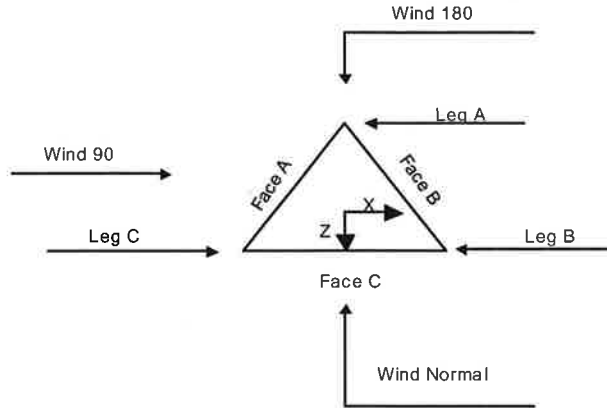 Wind 180
Leg A
Wind 90
Face A
Face B
X
Z
Leg C
Leg B
Face C
Wind Normal